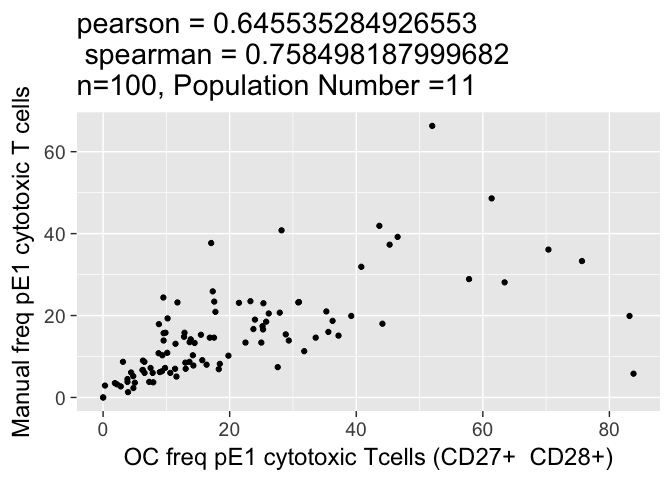 pearson = 0.645535284926553
spearman = 0.758498187999682
n=100, Population Number =11
Manual freq pE1 cytotoxic T cells
60
40
20
0
0 20 40 60 80
OC freq pE1 cytotoxic Tcells (CD27+  CD28+)